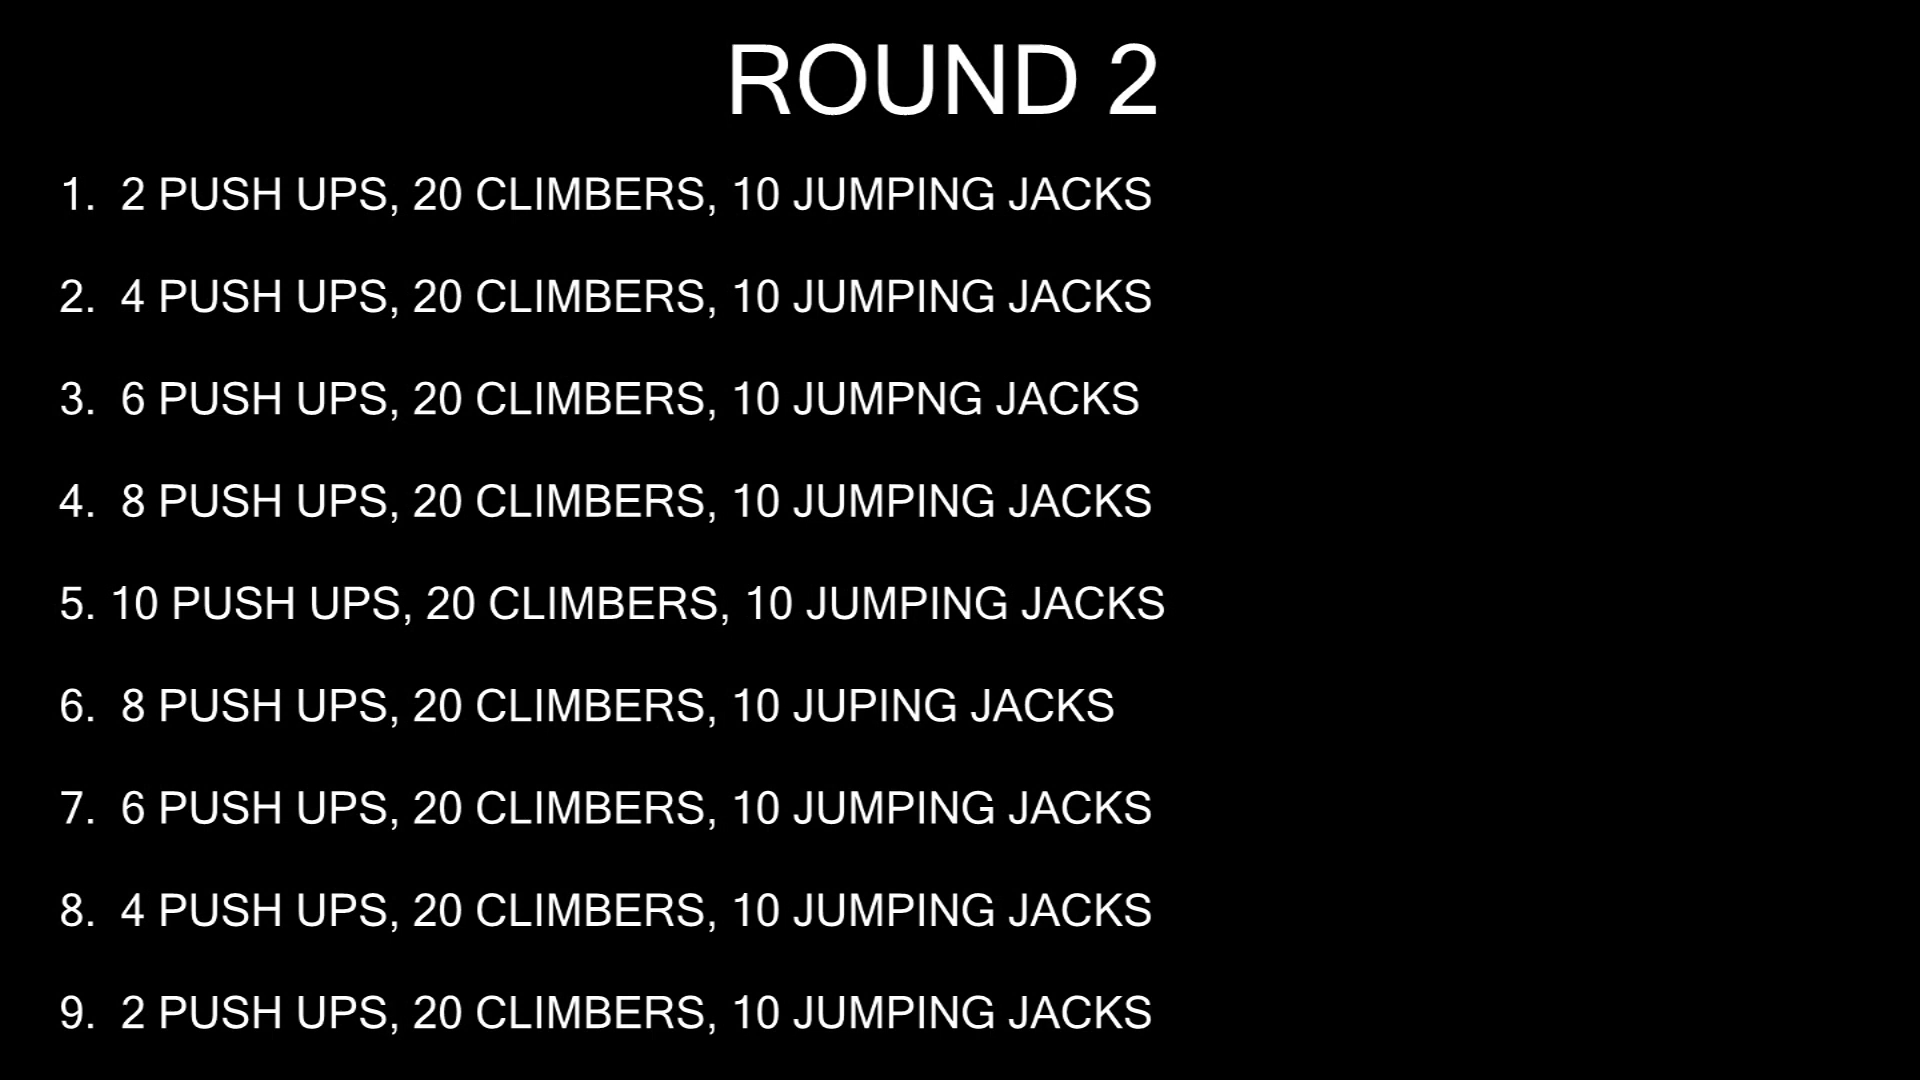 ROUND 2
1. 2 PUSH UPS, 20 CLIMBERS, 10 JUMPING JACKS
2. 4 PUSH UPS, 20 CLIMBERS, 10 JUMPING JACKS
3. 6 PUSH UPS, 20 CLIMBERS, 10 JUMPNG JACKS
4. 8 PUSH UPS, 20 CLIMBERS, 10 JUMPING JACKS
5. 10 PUSH UPS, 20 CLIMBERS, 10 JUMPING JACKS
6. 8 PUSH UPS, 20 CLIMBERS, 10 JUPING JACKS
7. 6 PUSH UPS, 20 CLIMBERS, 10 JUMPING JACKS
8. 4 PUSH UPS, 20 CLIMBERS, 10 JUMPING JACKS
9. 2 PUSH UPS, 20 CLIMBERS, 10 JUMPING JACKS